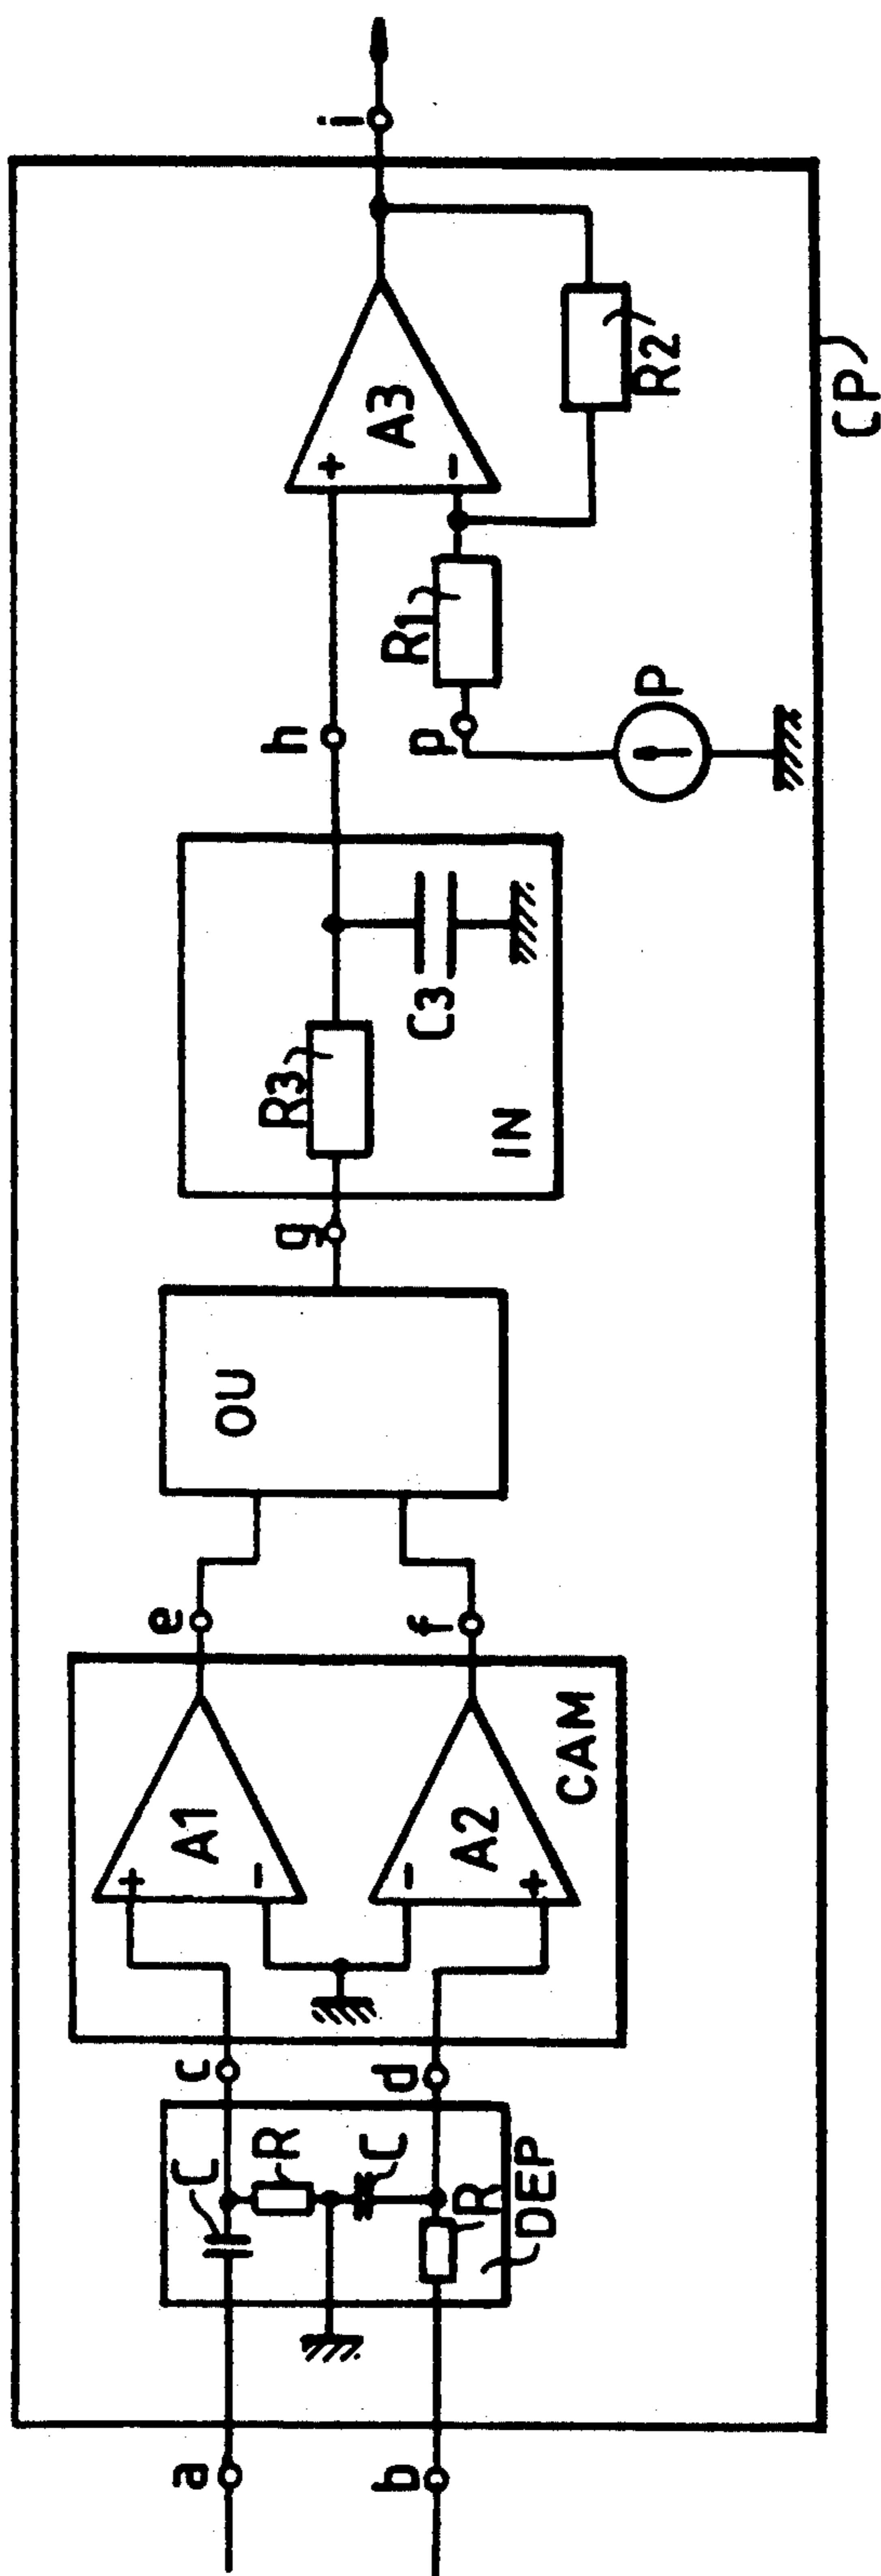 a
b
C
R
C
R
DEP
c
d
+
A1
-
-
A2
+
CAM
e
f
OU
g
R3
C3
IN
h
p
R1
P
+
A3
-
R2
i
CP